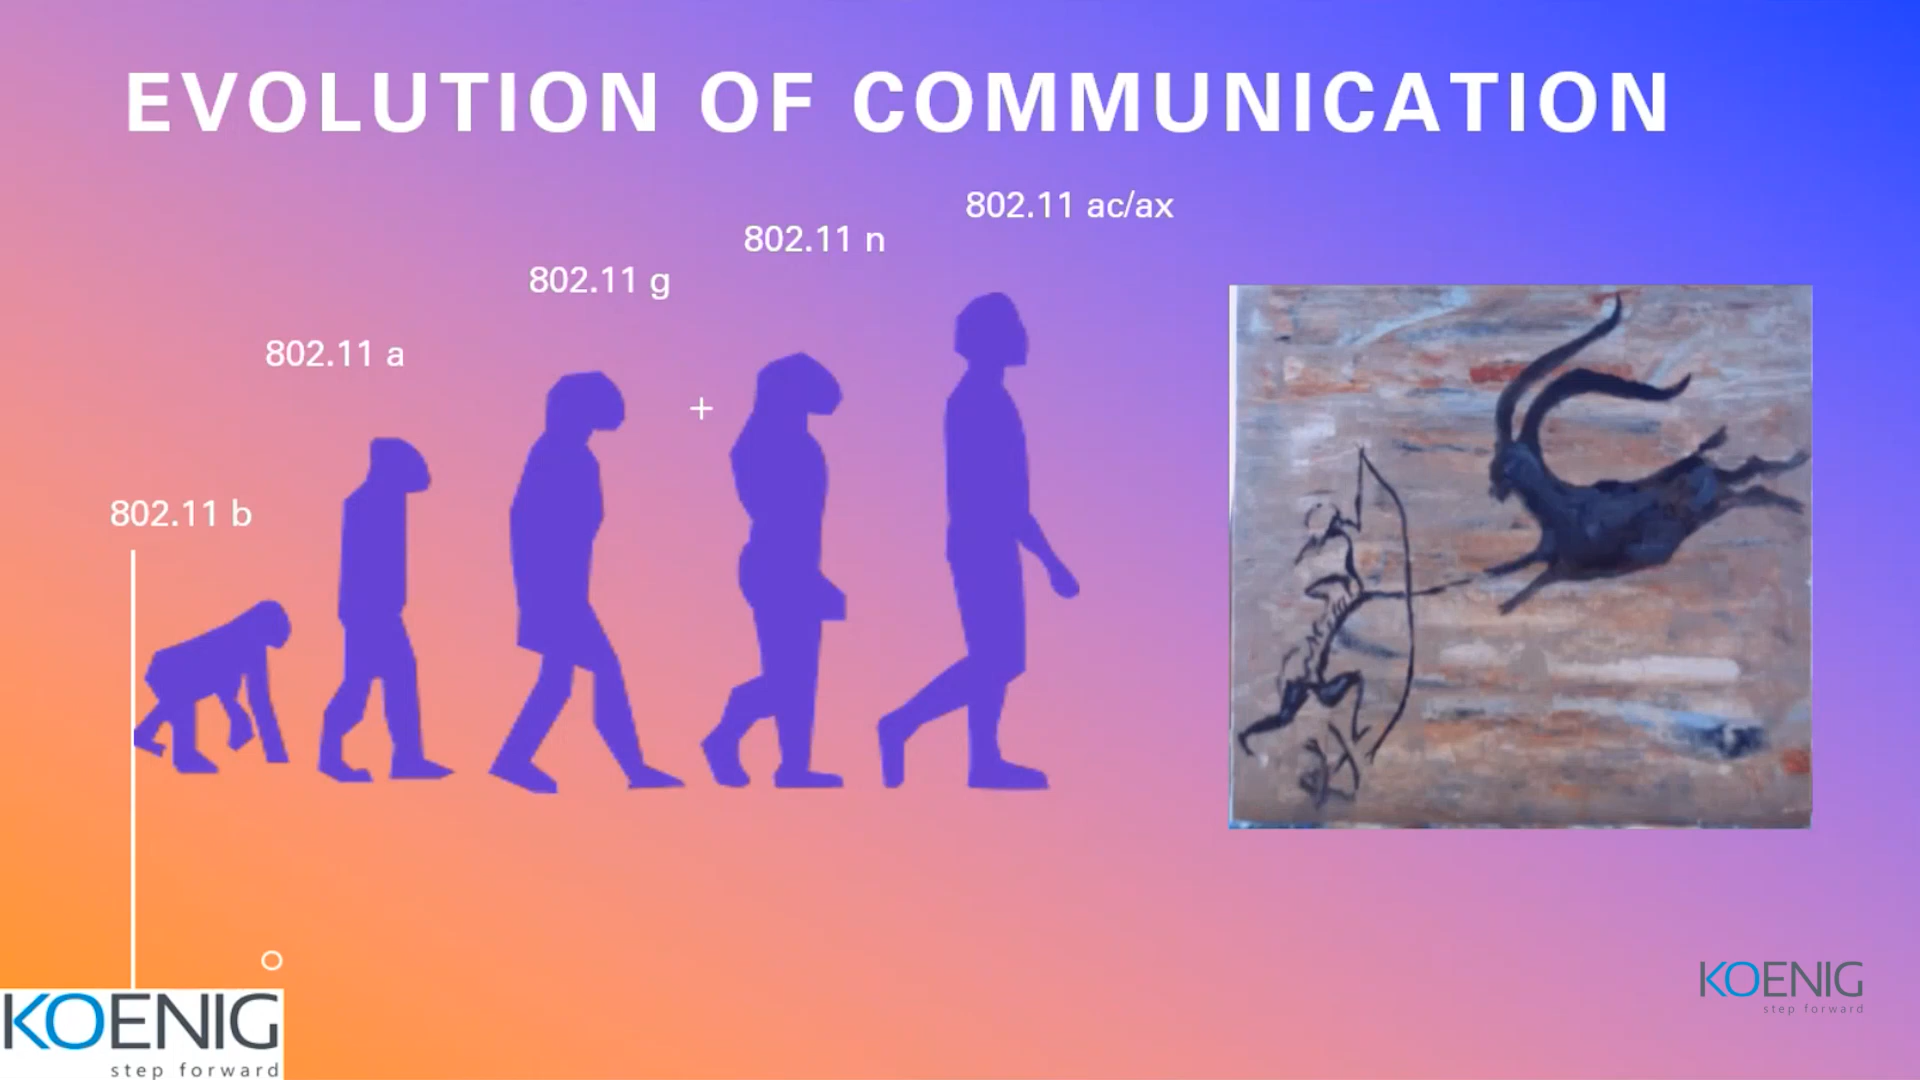 EVOLUTION OF COMMUNICATION
802.11 ac/ax
802.11 n
802.11 g
802.11 a
802.11 b
KOENIG
step forward
KOENIG
step forward